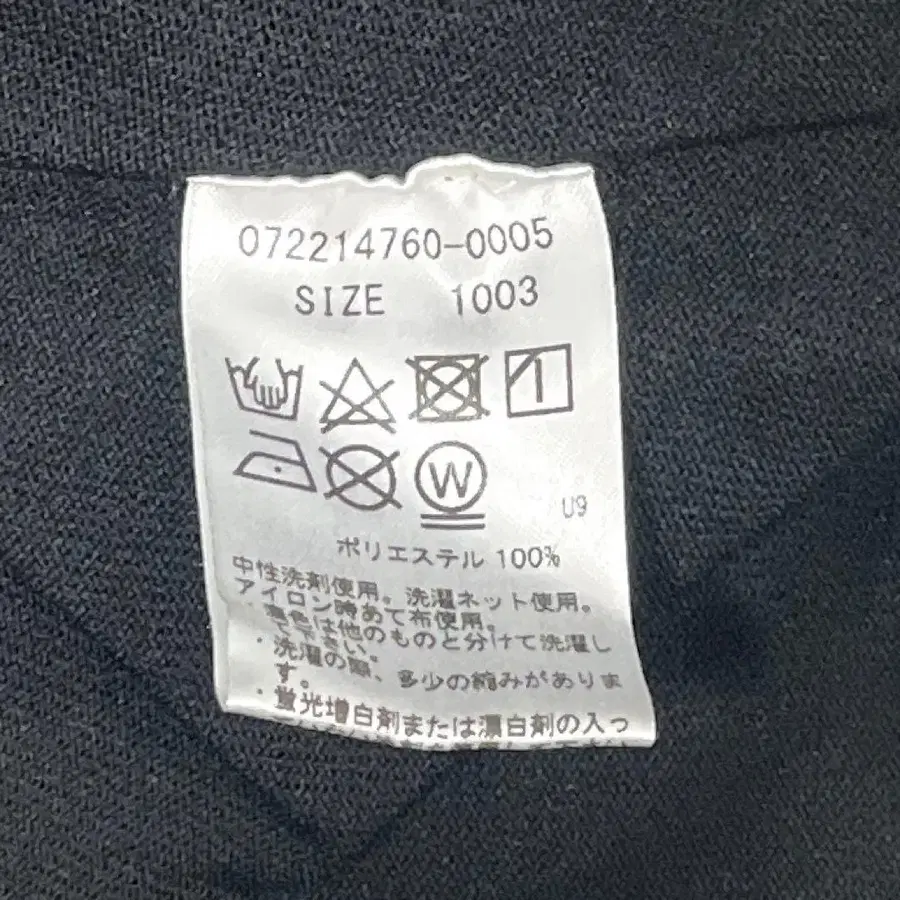 072214760-0005
SIZE 1003
W
U9
ポリエステル 100%
中性洗剤使用。洗濯ネット使用。
アイロン時あて布使用。
・濃色は他のものと分けて洗濯し
て下さい。
・洗濯の際、多少の縮みがありま
す。
・蛍光増白剤または漂白剤の入っ